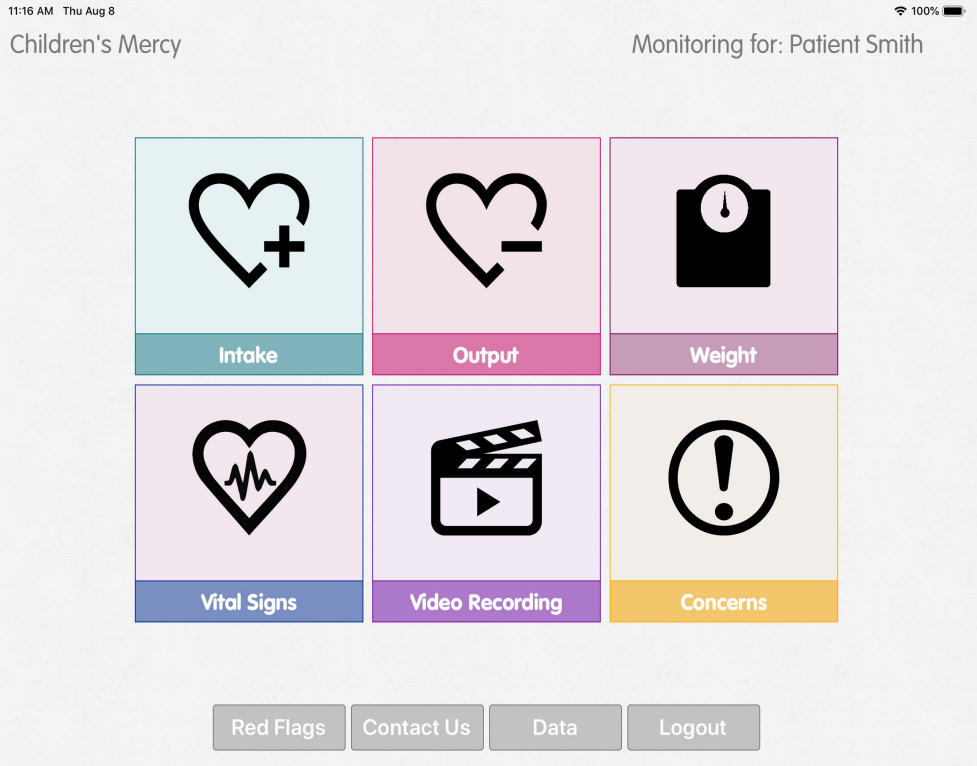 11:16 AM Thu Aug 8
100%
Children's Mercy
Monitoring for: Patient Smith
Intake
Output
Weight
Vital Signs
Video Recording
Concerns
Red Flags
Contact Us
Data
Logout